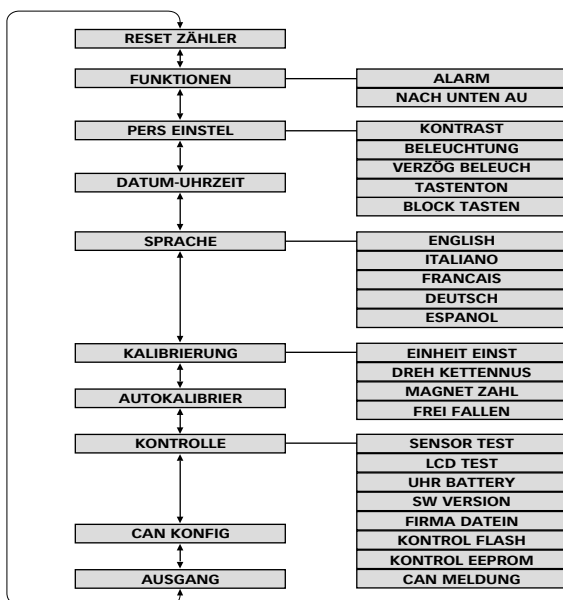 RESET ZÄHLER
FUNKTIONEN
ALARM
NACH UNTEN AU
PERS EINSTEL
KONTRAST
BELEUCHTUNG
VERZÖG BELEUCH
TASTENTON
BLOCK TASTEN
DATUM-UHRZEIT
SPRACHE
ENGLISH
ITALIANO
FRANCAIS
DEUTSCH
ESPANOL
KALIBRIERUNG
EINHEIT EINST
DREH KETTENNUS
MAGNET ZAHL
FREI FALLEN
AUTOKALIBRIER
KONTROLLE
SENSOR TEST
LCD TEST
UHR BATTERY
SW VERSION
FIRMA DATEIN
KONTROL FLASH
KONTROL EEPROM
CAN MELDUNG
CAN KONFIG
AUSGANG